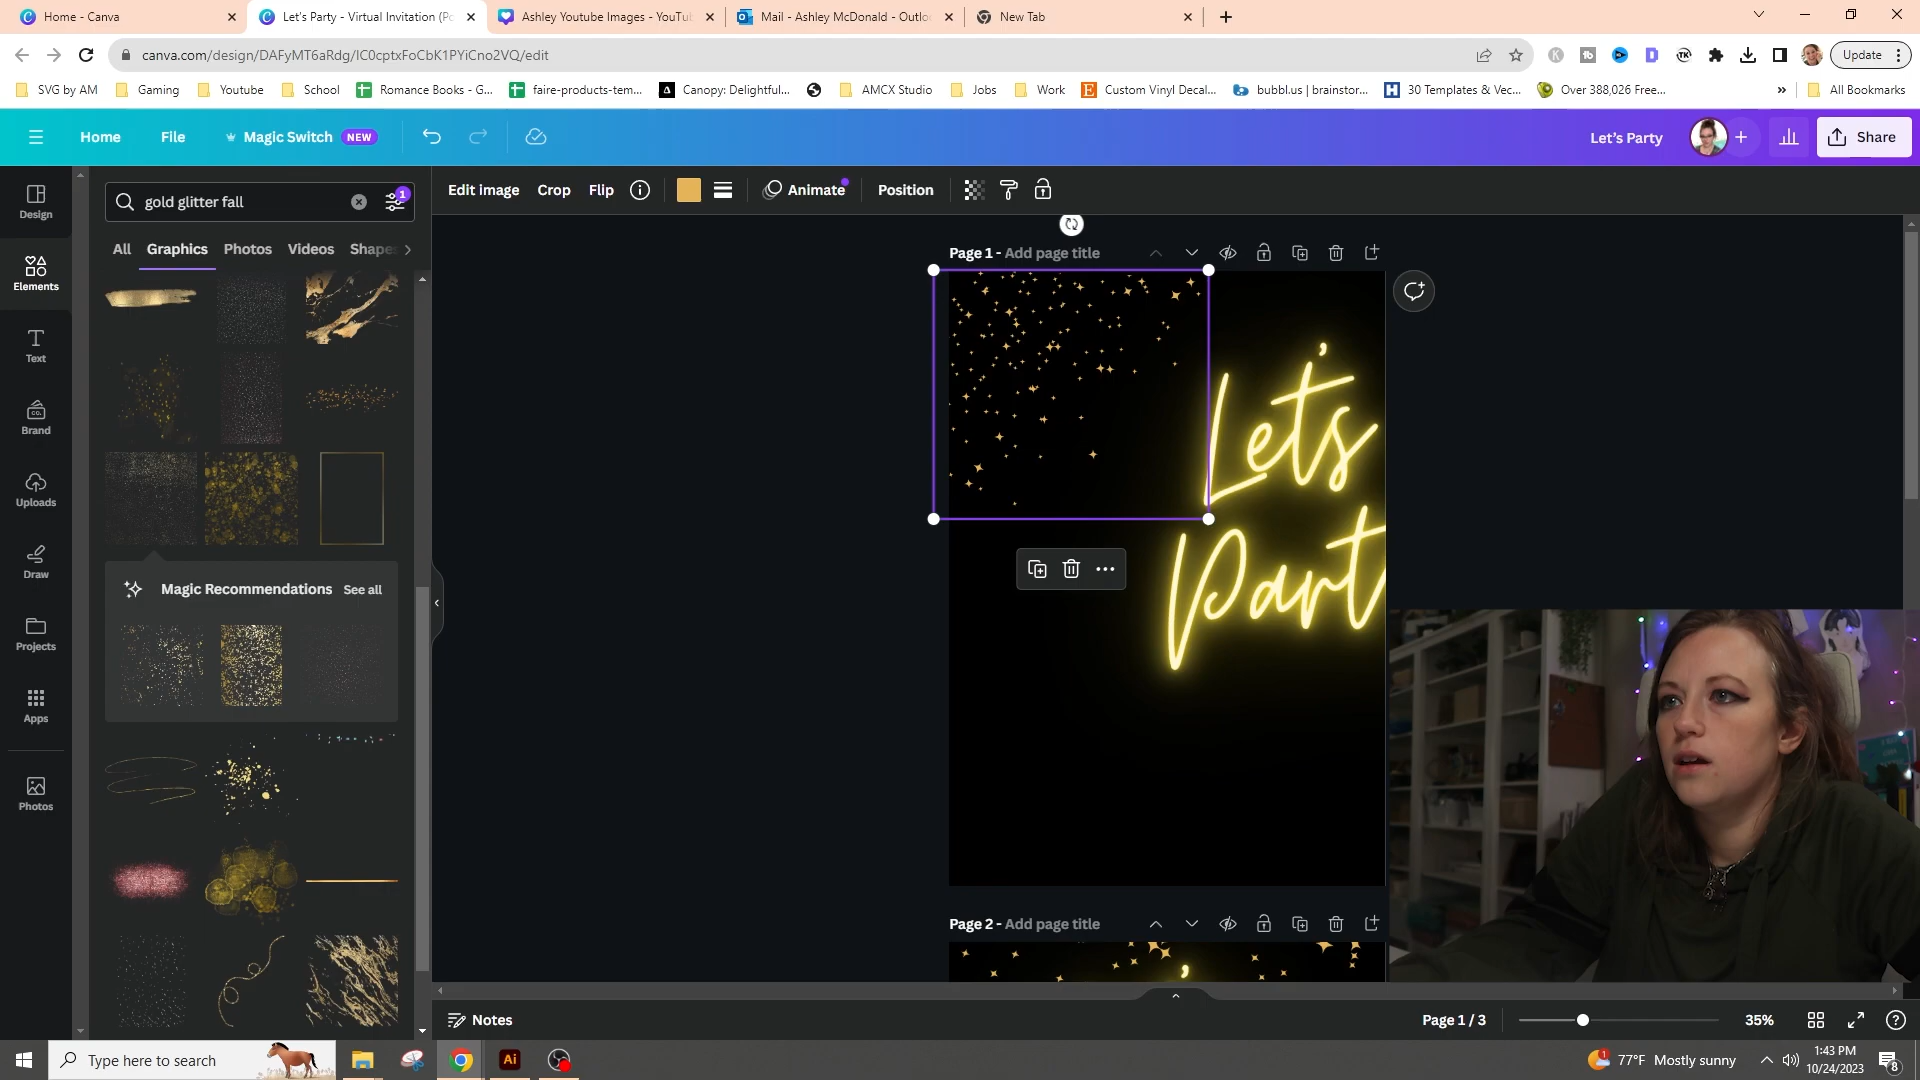 Home - Canva
Let's Party - Virtual Invitation (Po
Ashley Youtube Images - YouTu
Mail - Ashley McDonald - Outlo
New Tab
canva.com/design/DAFyMT6aRdg/IC0cptxFoCbK1PYiCno2VQ/edit
Update
SVG by AM
Gaming
Youtube
School
Romance Books - G...
faire-products-tem...
Canopy: Delightful...
AMCX Studio
Jobs
Work
Custom Vinyl Decal...
bubbl.us | brainstor...
30 Templates & Vec...
Over 388,026 Free...
All Bookmarks
Home
File
Magic Switch
NEW
Let's Party
Share
gold glitter fall
1
Edit image
Crop
Flip
Animate
Position
All
Graphics
Photos
Videos
Shapes
Design
Elements
Text
Brand
Uploads
Draw
Projects
Apps
Photos
Magic Recommendations
See all
Page 1 - Add page title
Let's
Part
Page 2 - Add page title
Notes
Page 1 / 3
35%
Type here to search
Ai
1
77°F Mostly sunny
1:43 PM
10/24/2023
8